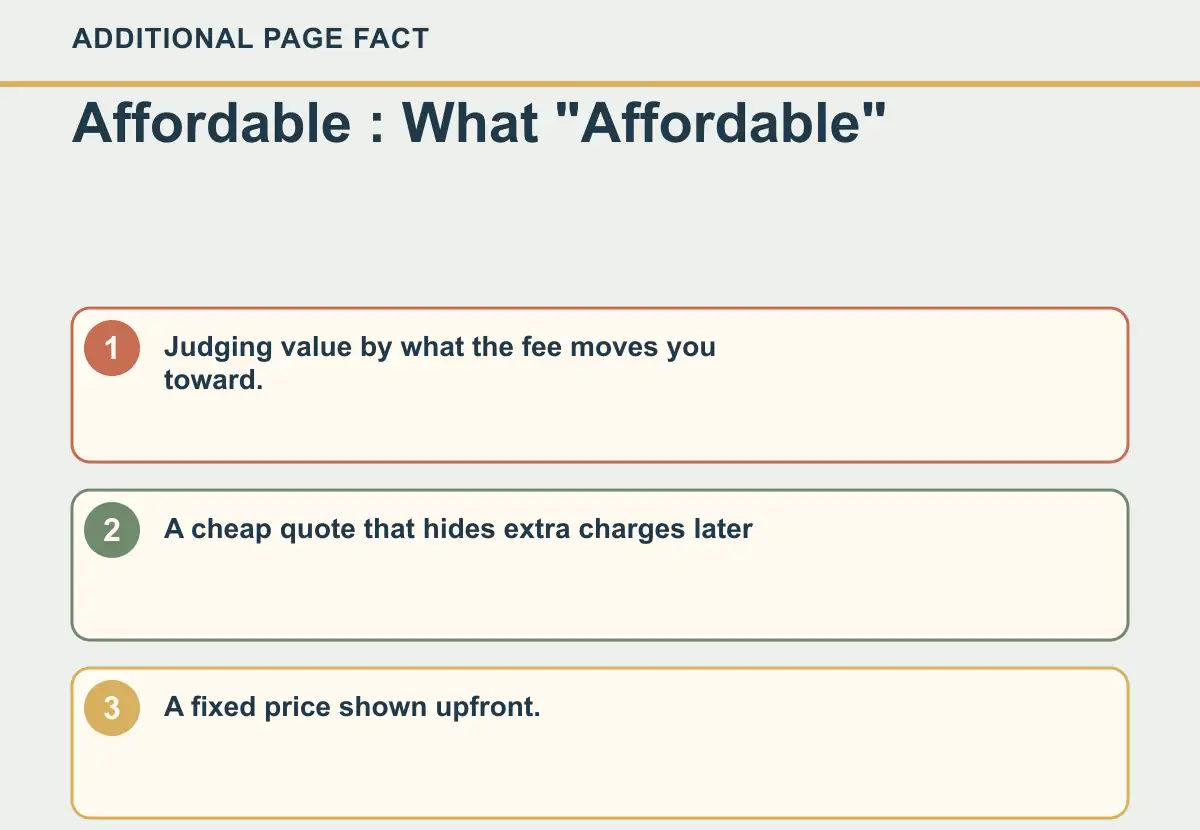 ADDITIONAL PAGE FACT
Affordable : What "Affordable"
1
Judging value by what the fee moves you
toward.
2
A cheap quote that hides extra charges later
3
A fixed price shown upfront.